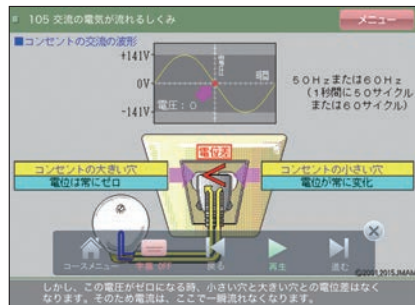 105 交流の電気が流れるしくみ
メニュー
■コンセントの交流の波形
+141V
0V
-141V
時間
電圧：0
50Hzまたは60Hz
（1秒間に50サイクル
または60サイクル）
電位差
コンセントの大きい穴
電位は常にゼロ
コンセントの小さい穴
電位が常に変化
コースメニュー
字幕 OFF
戻る
再生
進む
©2001,2015,JMAM
しかし、この電圧がゼロになる時、小さい穴と大きい穴との電位差はなく
なります。そのため電流は、ここで一瞬流れなくなります。